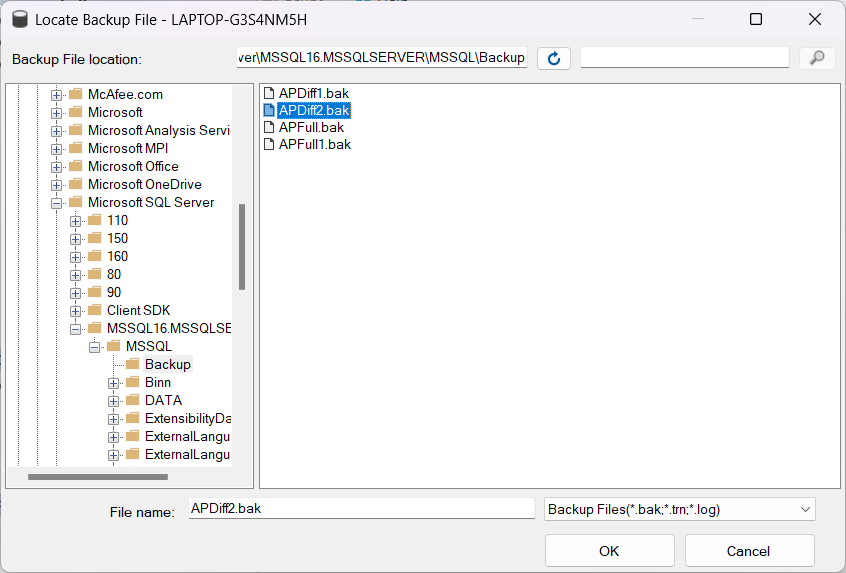 Locate Backup File - LAPTOP-G3S4NM5H
Backup File location:
ver\MSSQL16.MSSQLSERVER\MSSQL\Backup
McAfee.com
Microsoft
Microsoft Analysis Servi
Microsoft MPI
Microsoft Office
Microsoft OneDrive
Microsoft SQL Server
110
150
160
80
90
Client SDK
MSSQL16.MSSQLSE
MSSQL
Backup
Binn
DATA
ExtensibilityDa
ExternalLangu
ExternalLangu
APDiff1.bak
APDiff2.bak
APFull.bak
APFull1.bak
File name:
APDiff2.bak
Backup Files(*.bak;*.trn;*.log)
OK
Cancel